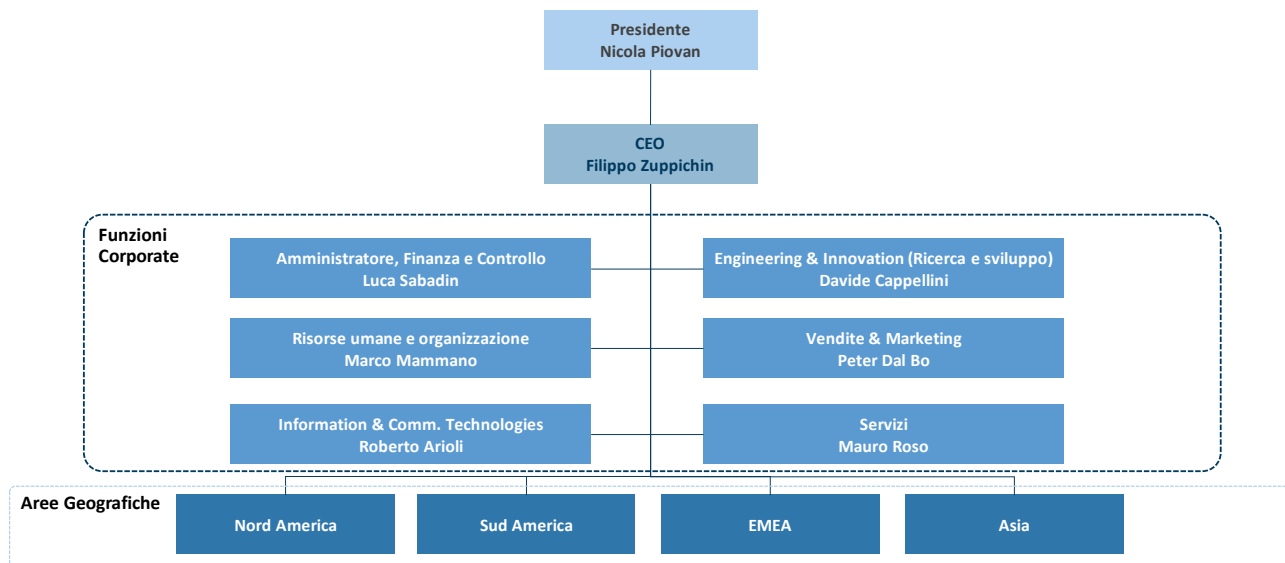 Presidente
Nicola Piovan
CEO
Filippo Zuppichin
Funzioni
Corporate
Amministratore, Finanza e Controllo
Luca Sabadin
Engineering & Innovation (Ricerca e sviluppo)
Davide Cappellini
Risorse umane e organizzazione
Marco Mammano
Vendite & Marketing
Peter Dal Bo
Information & Comm. Technologies
Roberto Arioli
Servizi
Mauro Roso
Aree Geografiche
Nord America
Sud America
EMEA
Asia